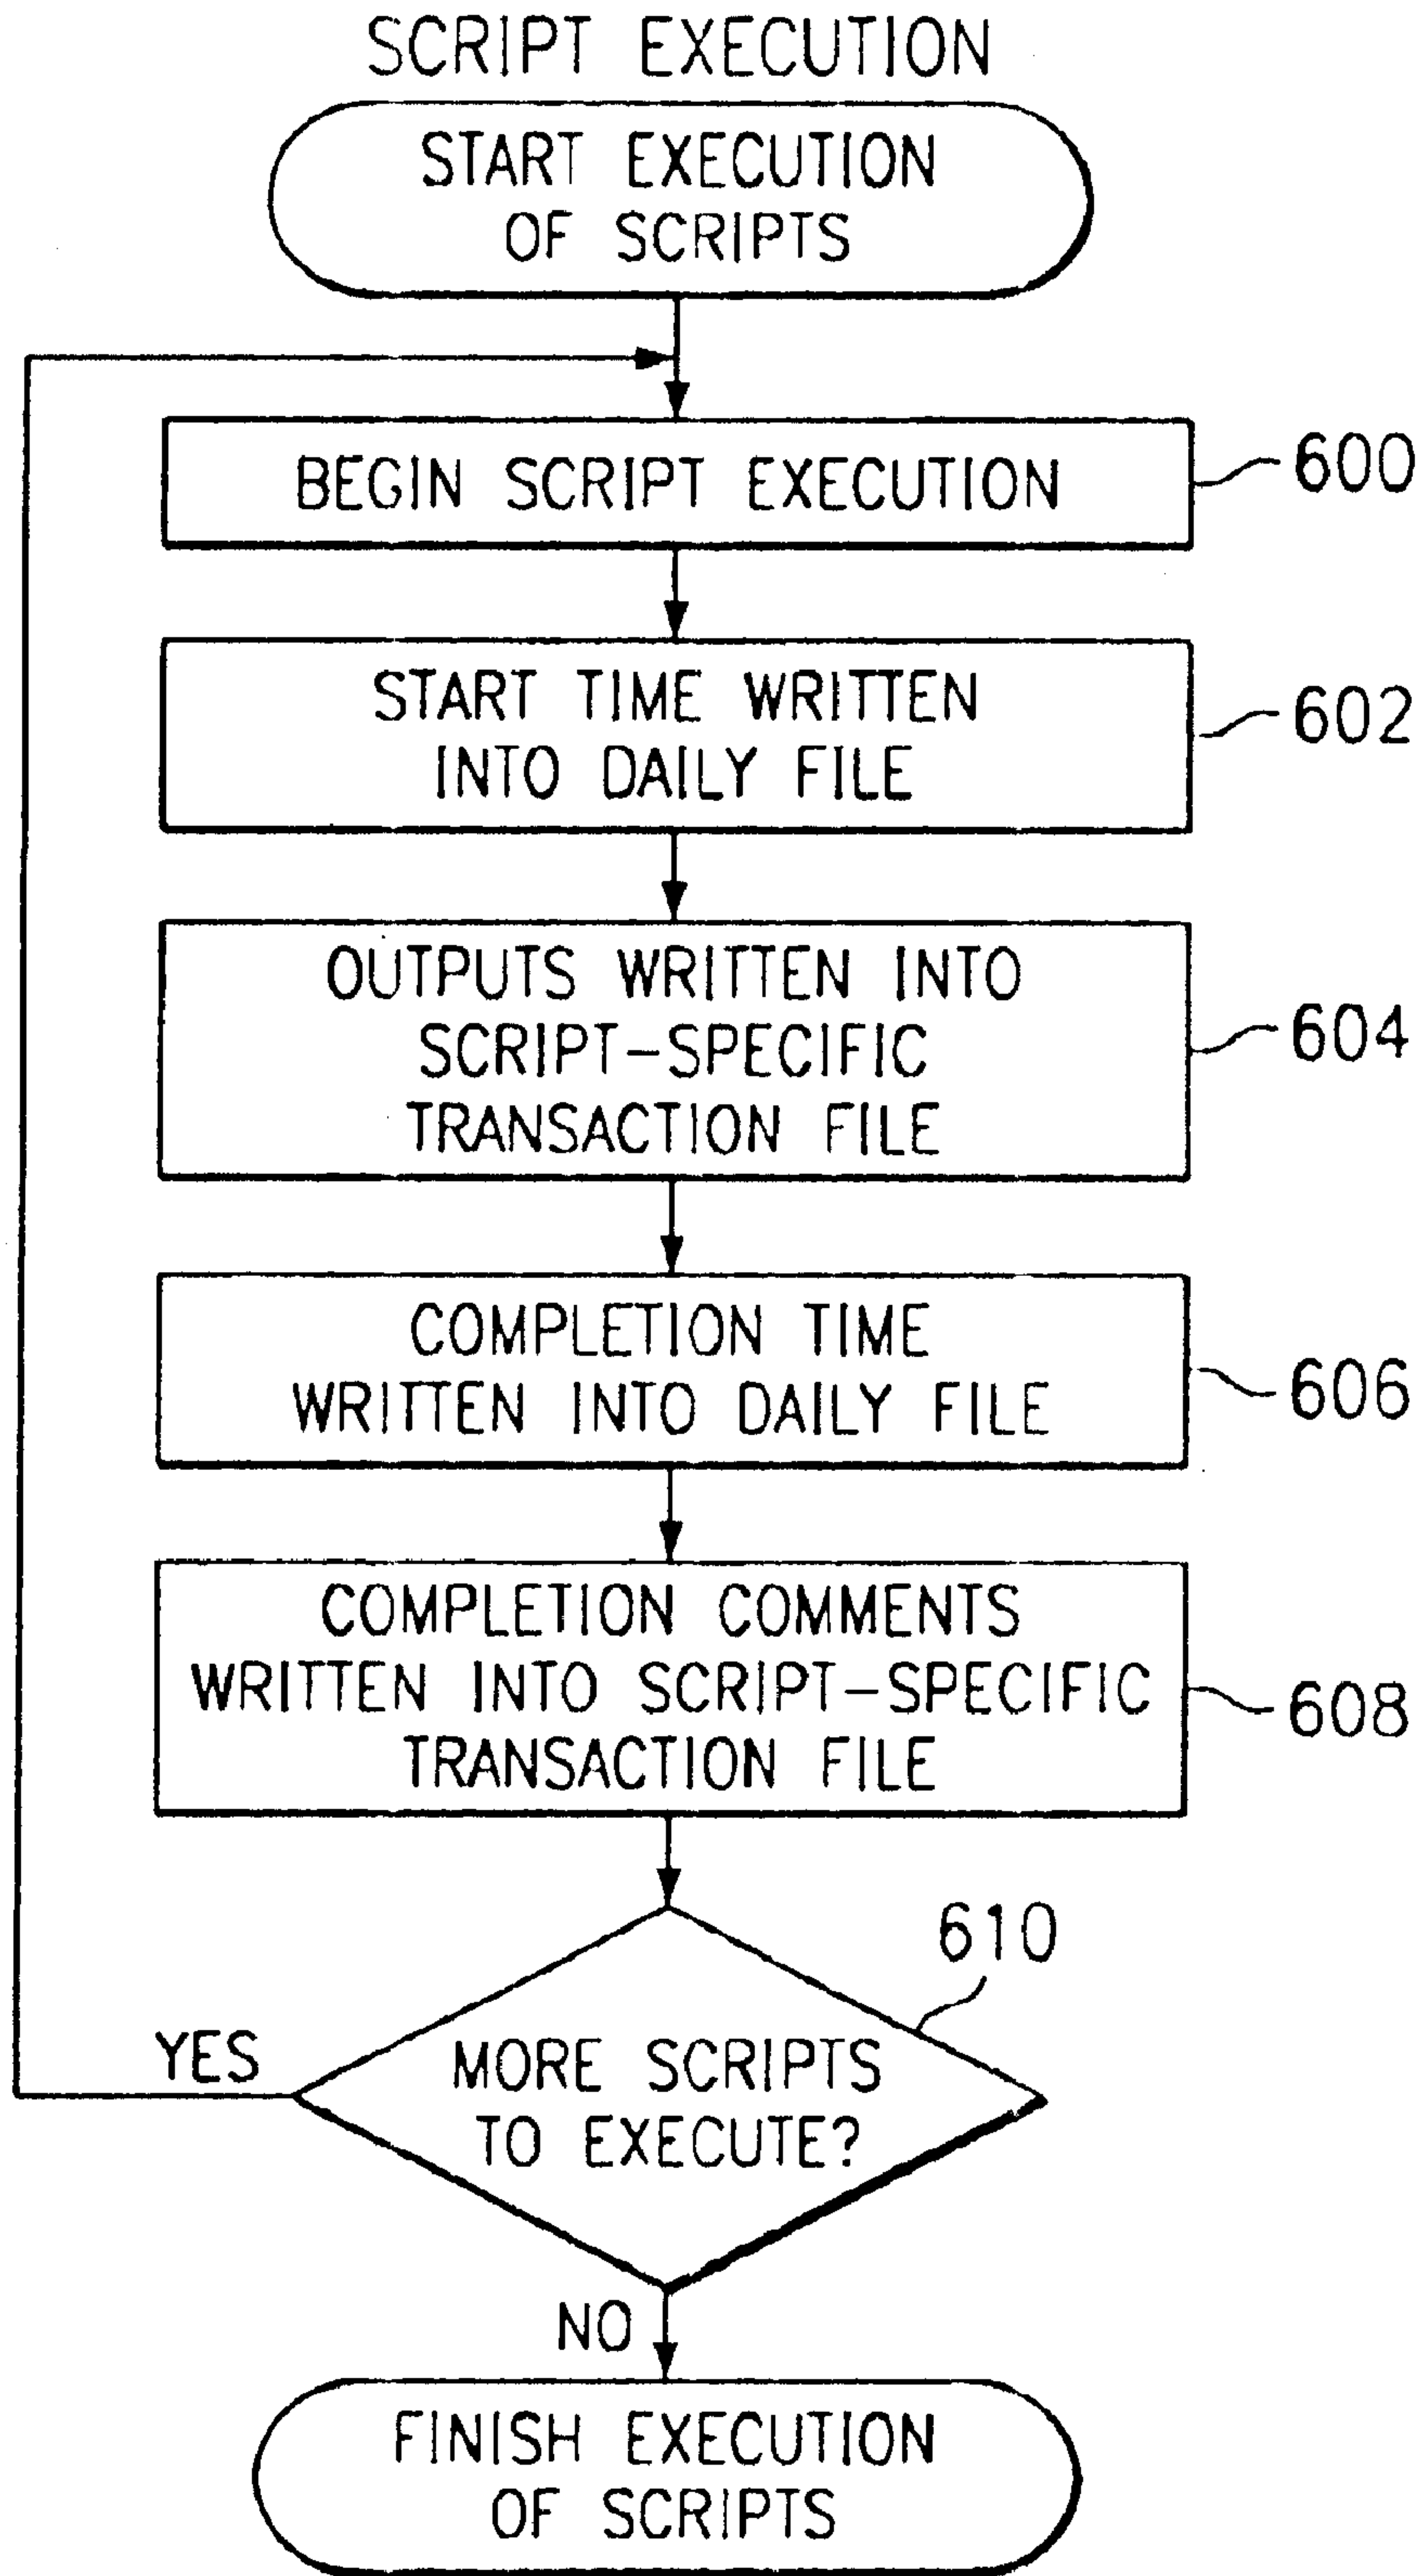 SCRIPT EXECUTION
START EXECUTION
OF SCRIPTS
BEGIN SCRIPT EXECUTION
600
START TIME WRITTEN
INTO DAILY FILE
602
OUTPUTS WRITTEN INTO
SCRIPT-SPECIFIC
TRANSACTION FILE
604
COMPLETION TIME
WRITTEN INTO DAILY FILE
606
COMPLETION COMMENTS
WRITTEN INTO SCRIPT-SPECIFIC
TRANSACTION FILE
608
610
YES
MORE SCRIPTS
TO EXECUTE?
NO
FINISH EXECUTION
OF SCRIPTS